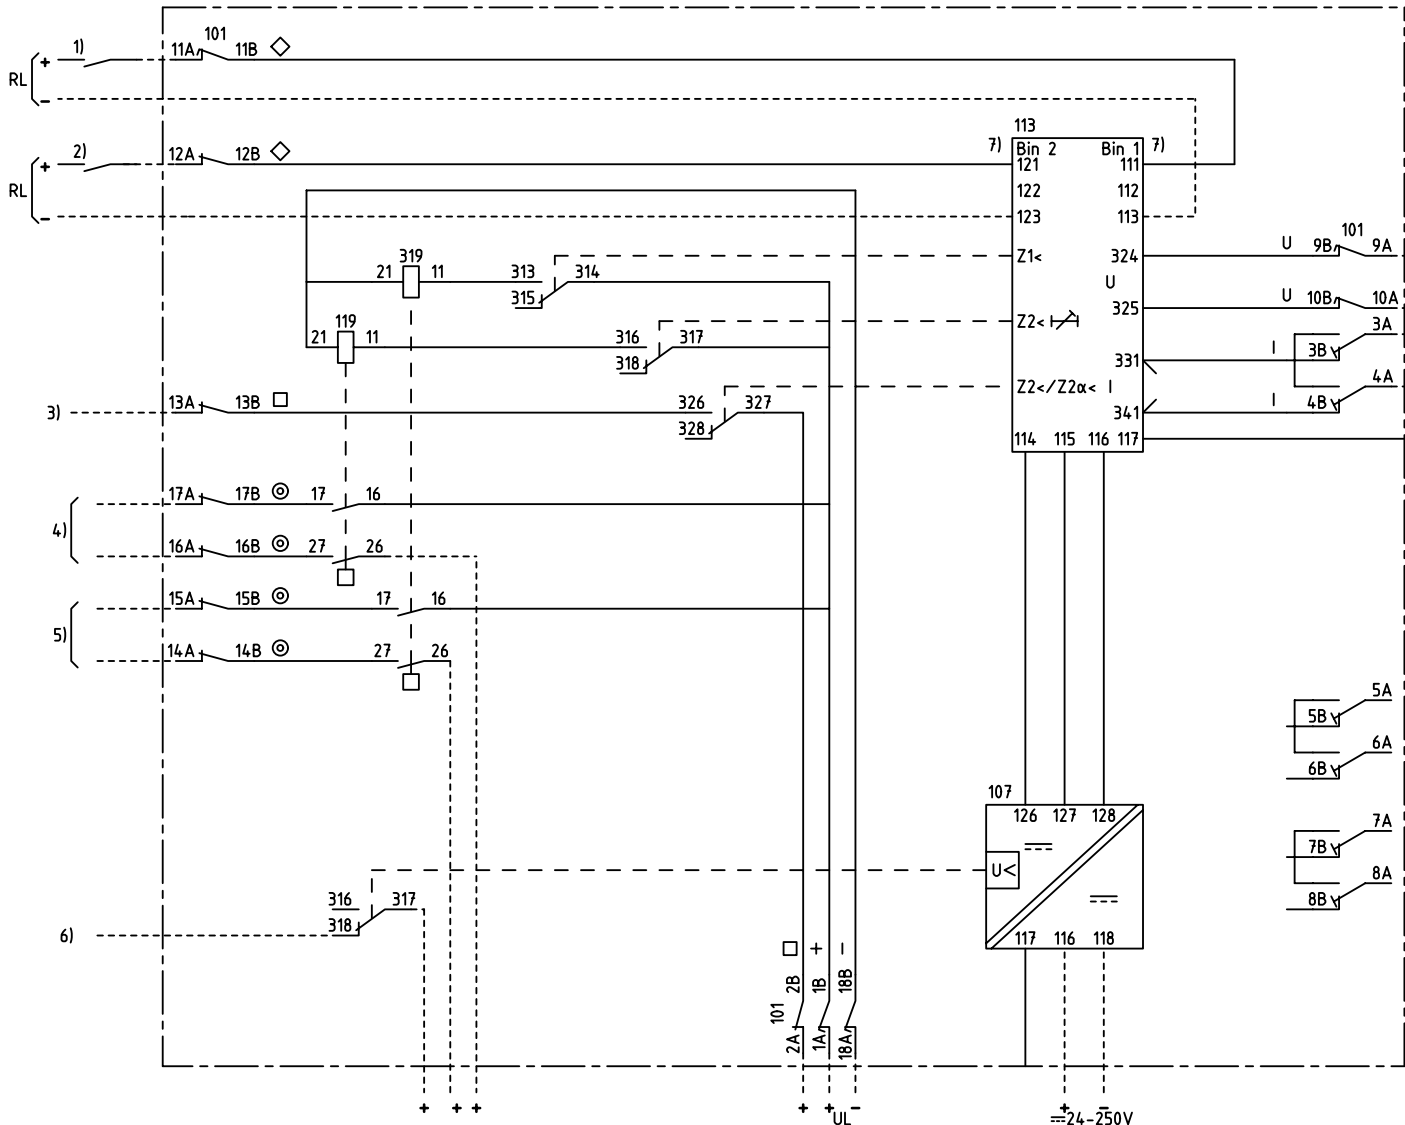 1) 11A 101 11B
RL + −
113
2) 12A 12B 7) Bin 2 Bin 1 7)
+ 121 111
RL 122 112
− 123 113
101
319 U 9B 9A
21 11 313 314 Z1< 324
315 U
U 10B 10A
119 325
21 11 316 317 Z2< 3A
318 I 3B
331
Z2</Z2α< I 4A
3) 13A 13B 326 327 I 4B
328 341
114 115 116 117
17A 17B 17 16
4)
16A 16B 27 26
15A 15B 17 16
5)
14A 14B 27 26
5A
5B
6A
6B
107
126 127 128 7A
7B
U< 8A
316 317 8B
318
6) 117 116 118
+ −
2B 1B 18B
101
2A 1A 18A
+ + + + + − + −
UL 24-250V